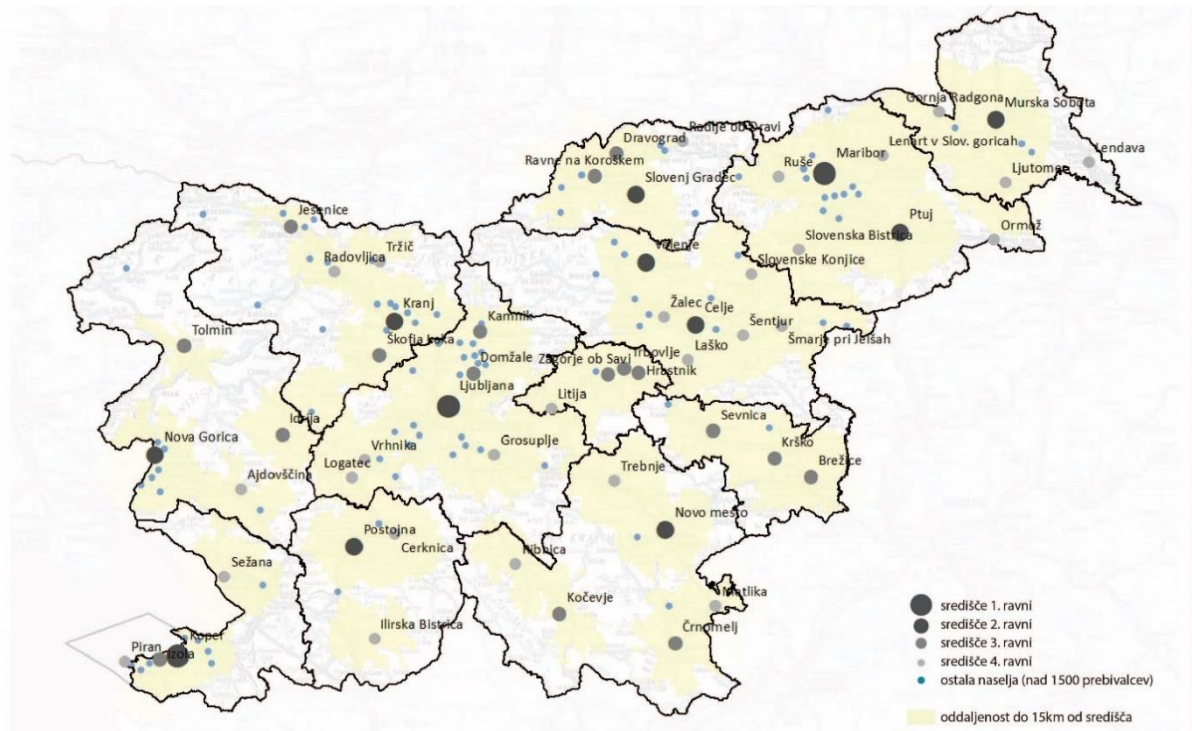 Gornja Radgona
Murska Sobota
Radlje ob Dravi
Dravograd
Lenart v Slov. goricah
Lendava
Ravne na Koroškem
Ruše
Maribor
Slovenj Gradec
Ljutomer
Jesenice
Ptuj
Ormož
Velenje
Slovenska Bistrica
Tržič
Radovljica
Slovenske Konjice
Kranj
Kamnik
Žalec
Celje
Šentjur
Tolmin
Škofja Loka
Šmarje pri Jelšah
Domžale
Zagorje ob Savi
Trbovlje
Laško
Hrastnik
Ljubljana
Litija
Idrija
Sevnica
Nova Gorica
Vrhnika
Grosuplje
Krško
Brežice
Logatec
Trebnje
Ajdovščina
Novo mesto
Postojna
Cerknica
Ribnica
Sežana
Metlika
Kočevje
Ilirska Bistrica
Črnomelj
Koper
Piran
Izola
središče 1. ravni
središče 2. ravni
središče 3. ravni
središče 4. ravni
ostala naselja (nad 1500 prebivalcev)
oddaljenost do 15km od središča